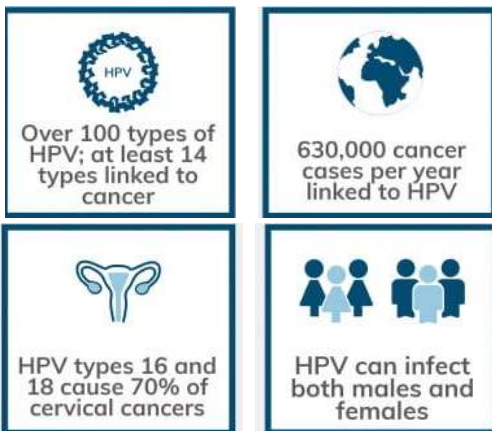 HPV
Over 100 types of
HPV; at least 14
types linked to
cancer
630,000 cancer
cases per year
linked to HPV
HPV types 16 and
18 cause 70% of
cervical cancers
HPV can infect
both males and
females